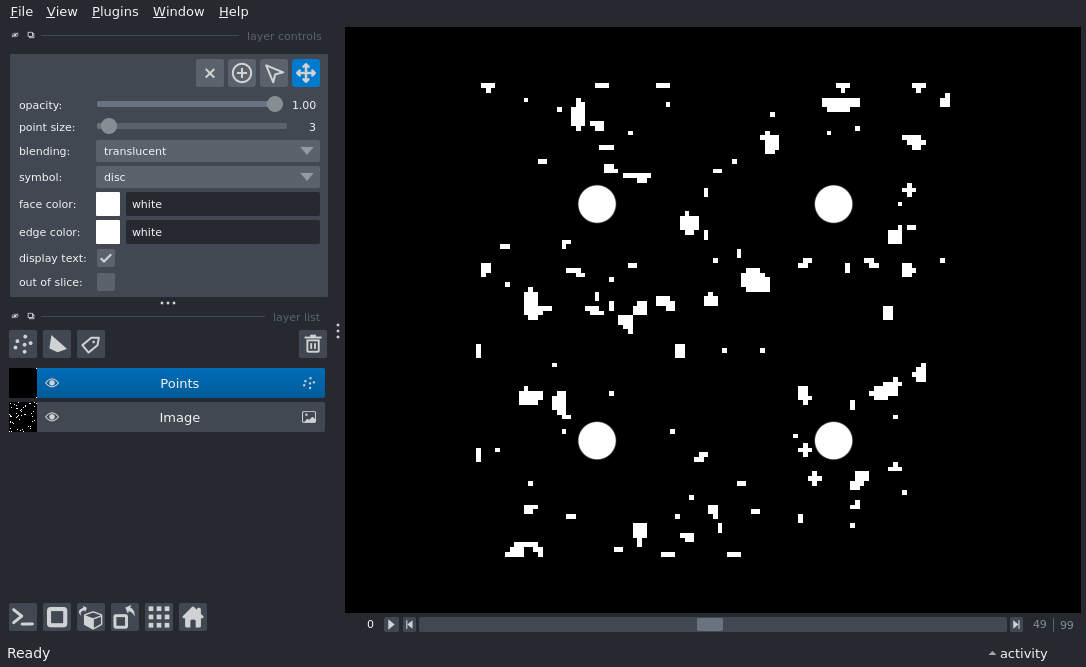 File View Plugins Window Help
layer controls
opacity: 1.00
point size: 3
blending: translucent
symbol: disc
face color: white
edge color: white
display text:
out of slice:
layer list
Points
Image
0 49 | 99
Ready activity